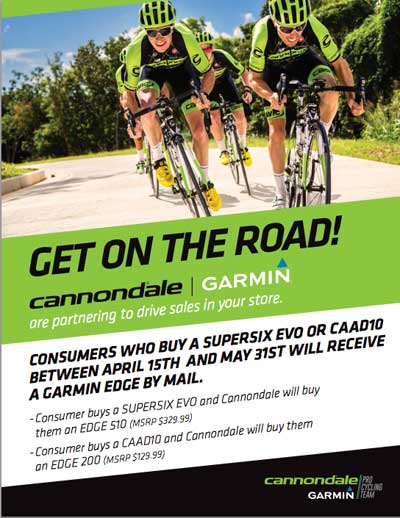 GET ON THE ROAD!
cannondale | GARMIN
are partnering to drive sales in your store.
CONSUMERS WHO BUY A SUPERSIX EVO OR CAAD10
BETWEEN APRIL 15TH AND MAY 31ST WILL RECEIVE
A GARMIN EDGE BY MAIL.
- Consumer buys a SUPERSIX EVO and Cannondale will buy
them an EDGE 510 (MSRP $329.99)
- Consumer buys a CAAD10 and Cannondale will buy them
an EDGE 200 (MSRP $129.99)
cannondale
GARMIN
PRO
CYCLING
TEAM